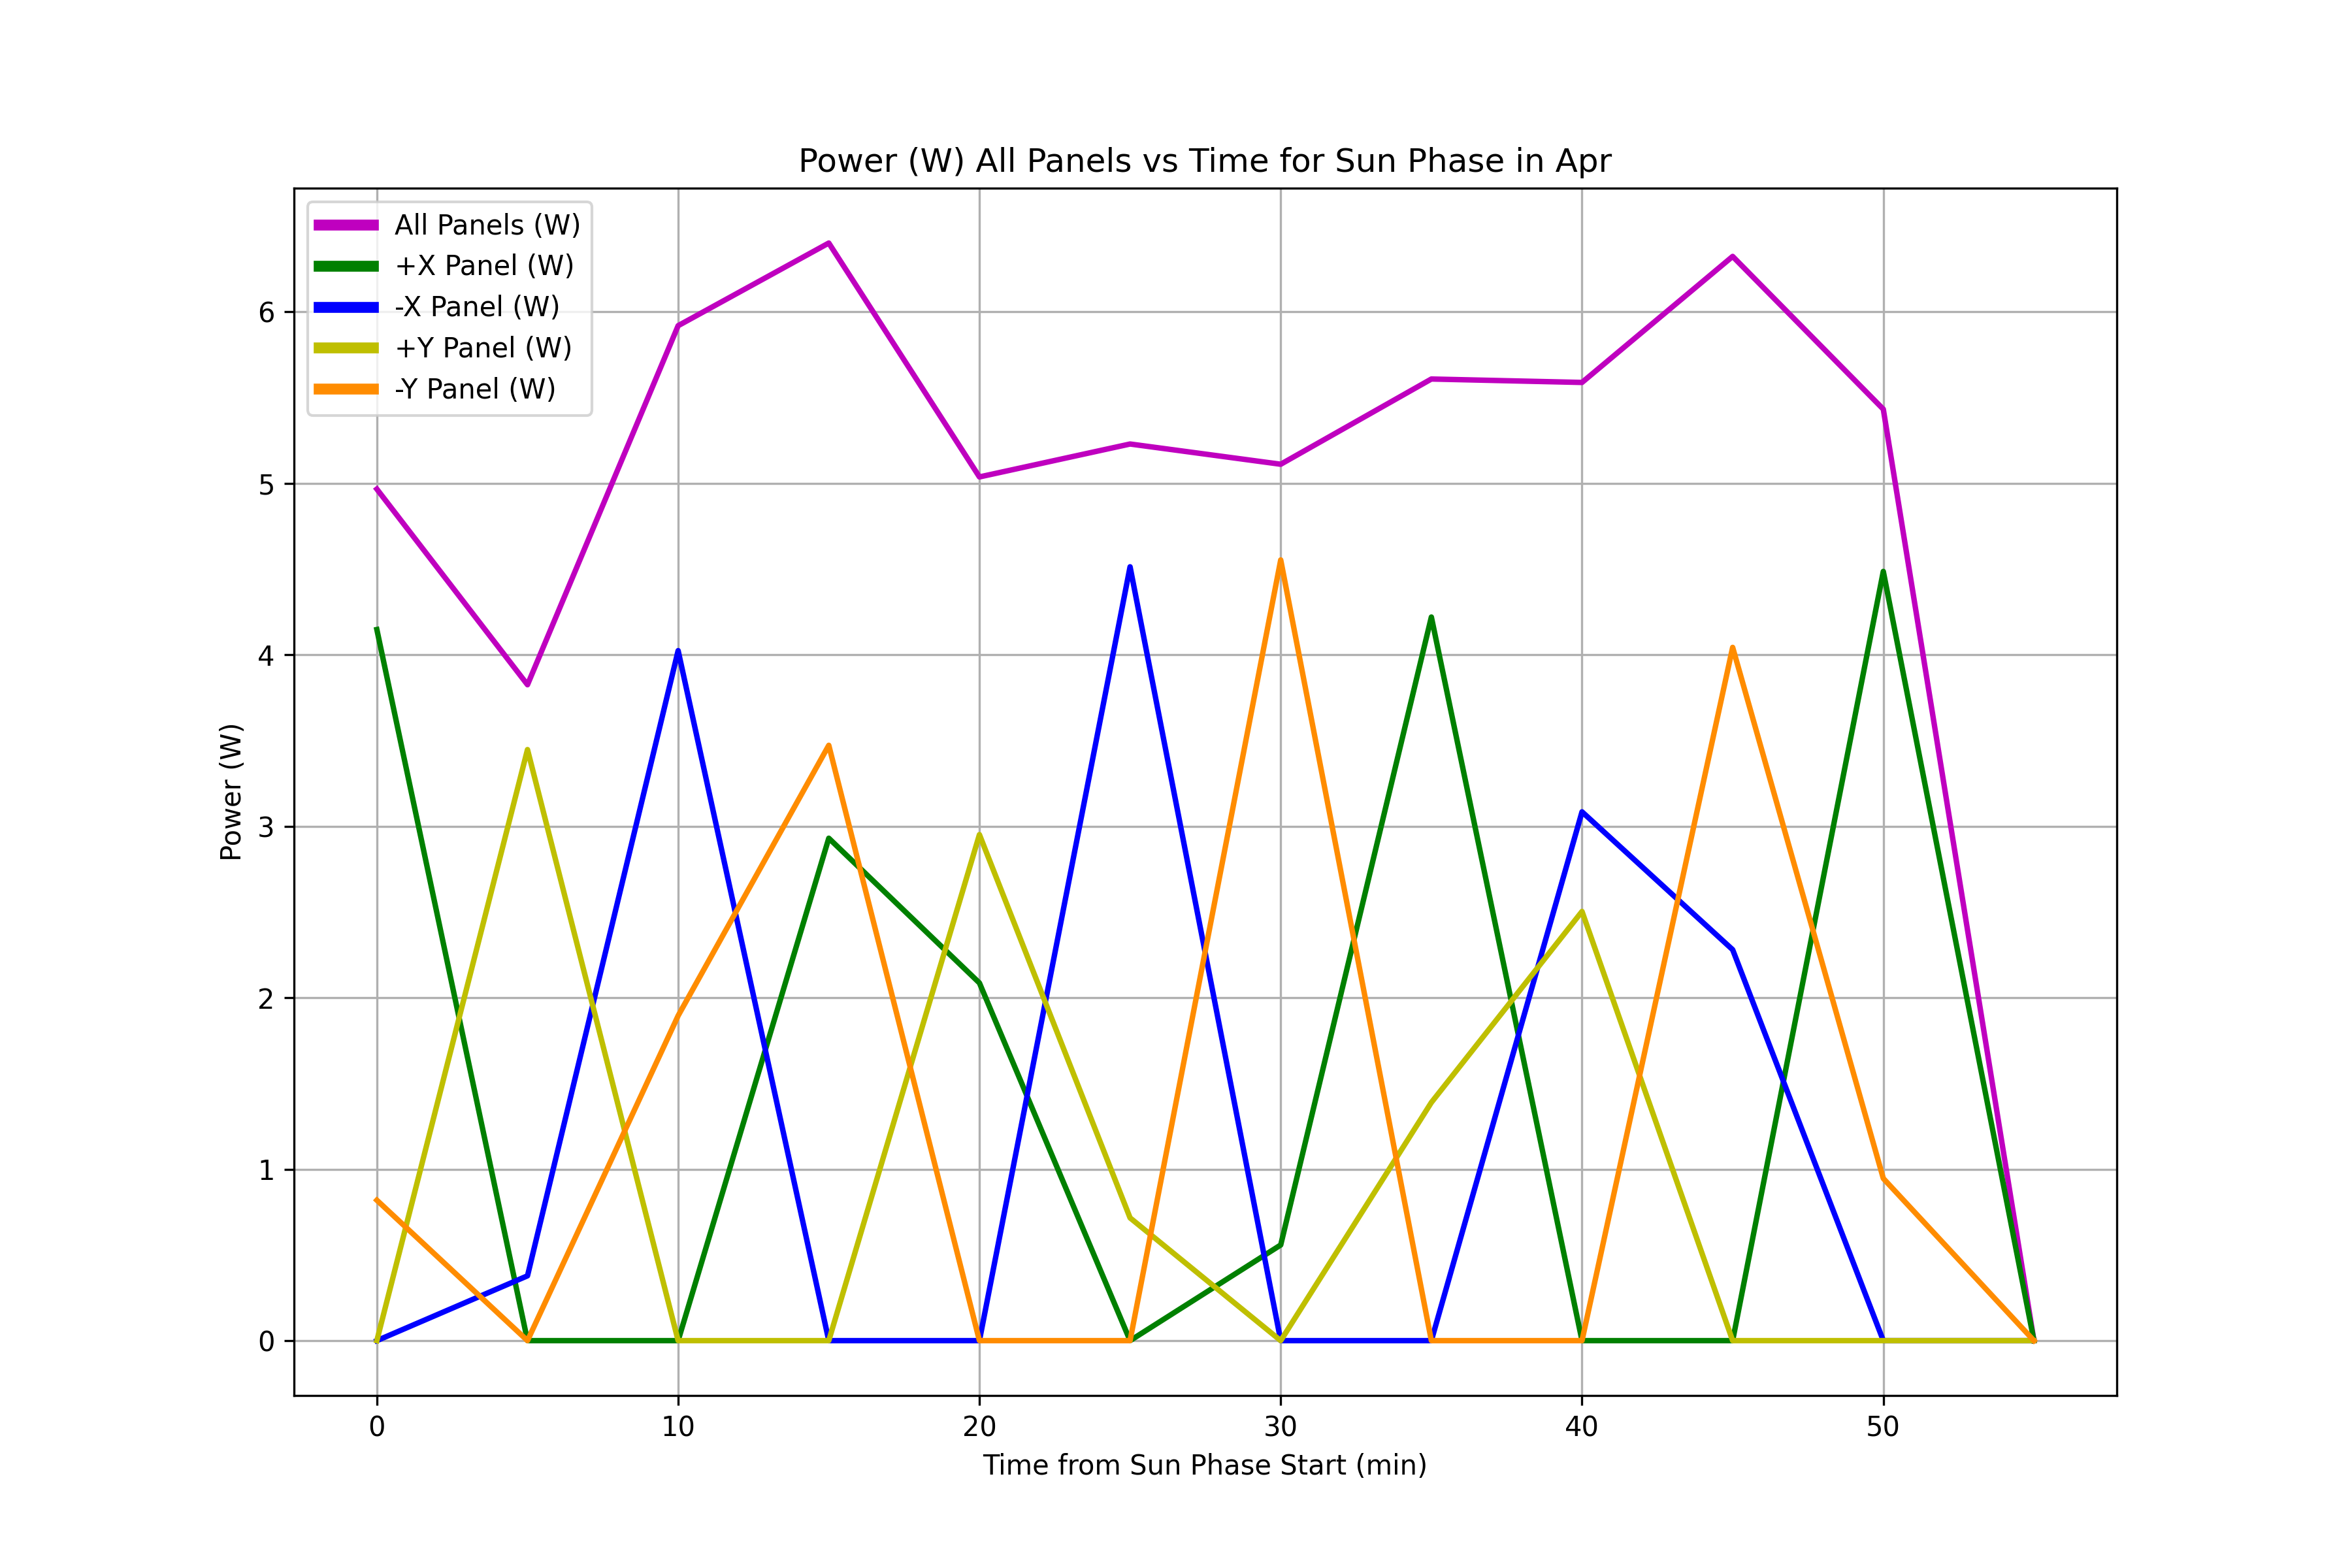 Power (W) All Panels vs Time for Sun Phase in Apr
All Panels (W)
+X Panel (W)
-X Panel (W)
+Y Panel (W)
-Y Panel (W)
6
5
4
3
2
1
0
Power (W)
0 10 20 30 40 50
Time from Sun Phase Start (min)